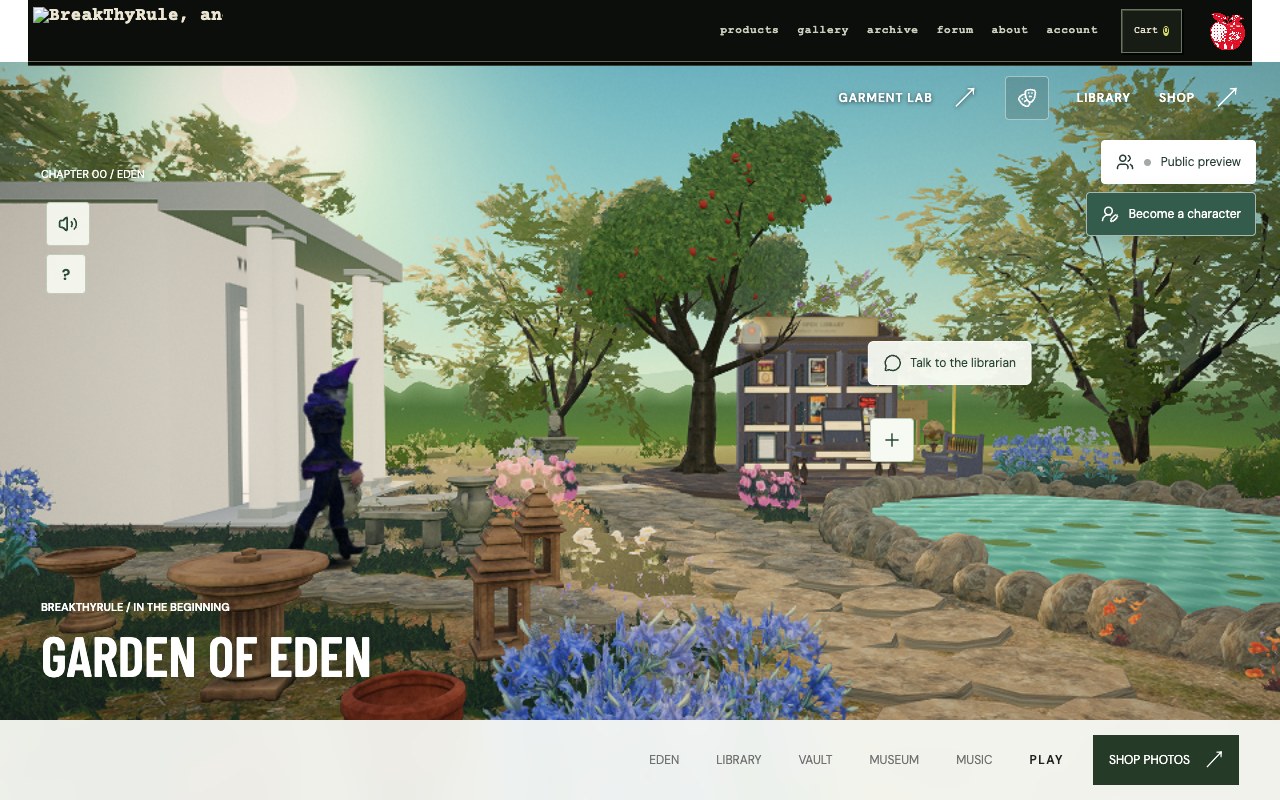 BreakThyRule, an
products gallery archive forum about account Cart 0
GARMENT LAB LIBRARY SHOP
Public preview
CHAPTER 00 / EDEN
Become a character
?
OPEN LIBRARY
Talk to the librarian
BREAKTHYRULE / IN THE BEGINNING
GARDEN OF EDEN
EDEN LIBRARY VAULT MUSEUM MUSIC PLAY SHOP PHOTOS